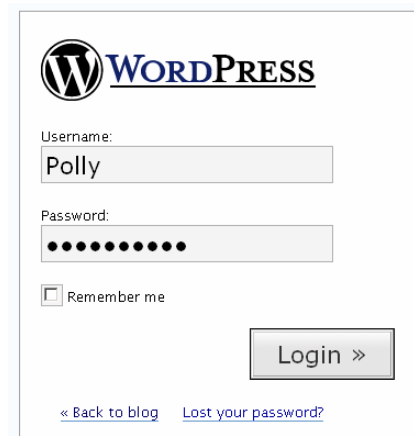 WORDPRESS
Username:
Polly
Password:
●●●●●●●●●●
Remember me
Login »
« Back to blog Lost your password?